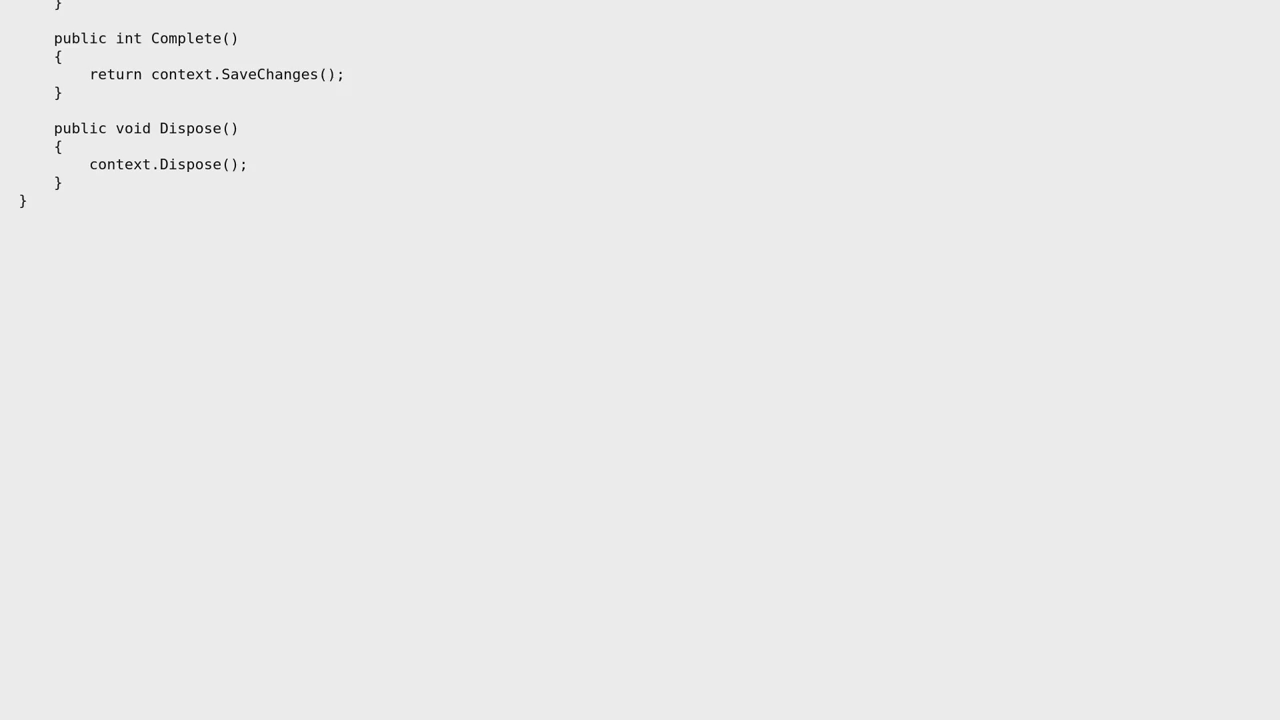 }

    public int Complete()
    {
        return context.SaveChanges();
    }

    public void Dispose()
    {
        context.Dispose();
    }
}